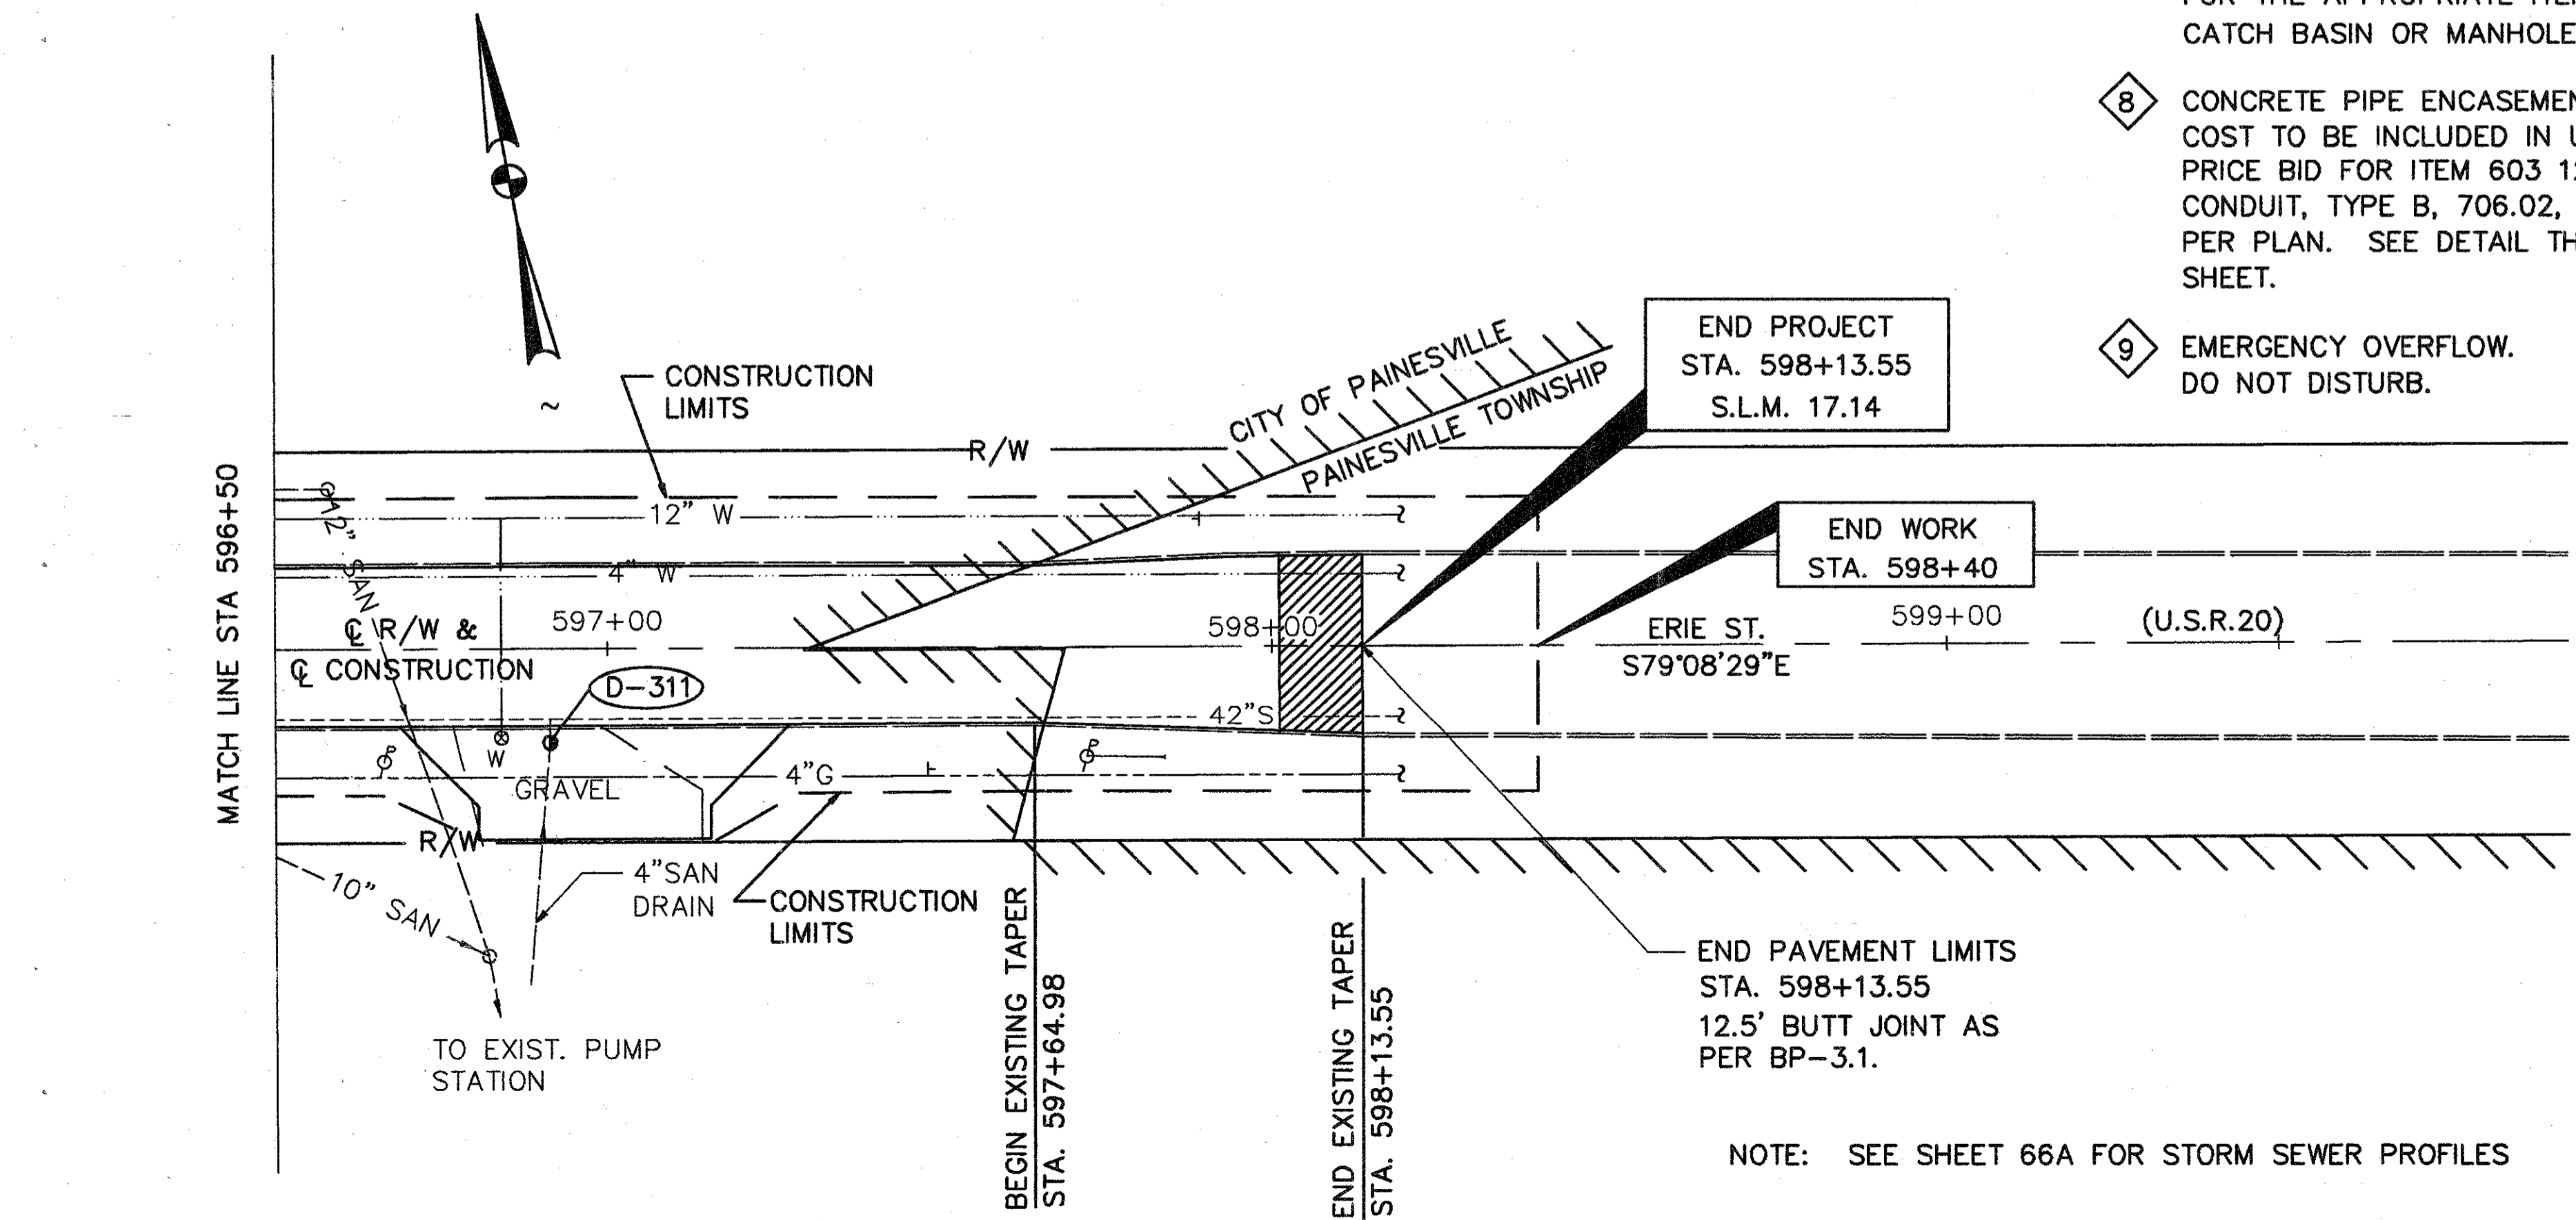 FOR THE APPROPRIATE
CATCH BASIN OR MANHOLE
8
CONCRETE PIPE
COST TO BE INCLUDED IN
PRICE BID FOR ITEM 603
CONDUIT, TYPE B, 706.02,
PER PLAN. SEE DETAIL
SHEET.
9
EMERGENCY OVERFLOW.
DO NOT DISTURB.
END PROJECT
STA. 598+13.55
S.L.M. 17.14
CONSTRUCTION
LIMITS
CITY OF PAINESVILLE
PAINESVILLE TOWNSHIP
R/W
MATCH LINE STA 596+50
12" W
12" SAN
END WORK
STA. 598+40
4" W
℄ R/W &
℄ CONSTRUCTION
597+00
598+00
ERIE ST.
S79°08'29"E
599+00
(U.S.R.20)
D-311
42"S
W
GRAVEL
4"G
R/W
10" SAN
4"SAN
DRAIN
CONSTRUCTION
LIMITS
TO EXIST. PUMP
STATION
BEGIN EXISTING TAPER
STA. 597+64.98
END EXISTING TAPER
STA. 598+13.55
END PAVEMENT LIMITS
STA. 598+13.55
12.5' BUTT JOINT AS
PER BP-3.1.
NOTE: SEE SHEET 66A FOR STORM SEWER PROFILES